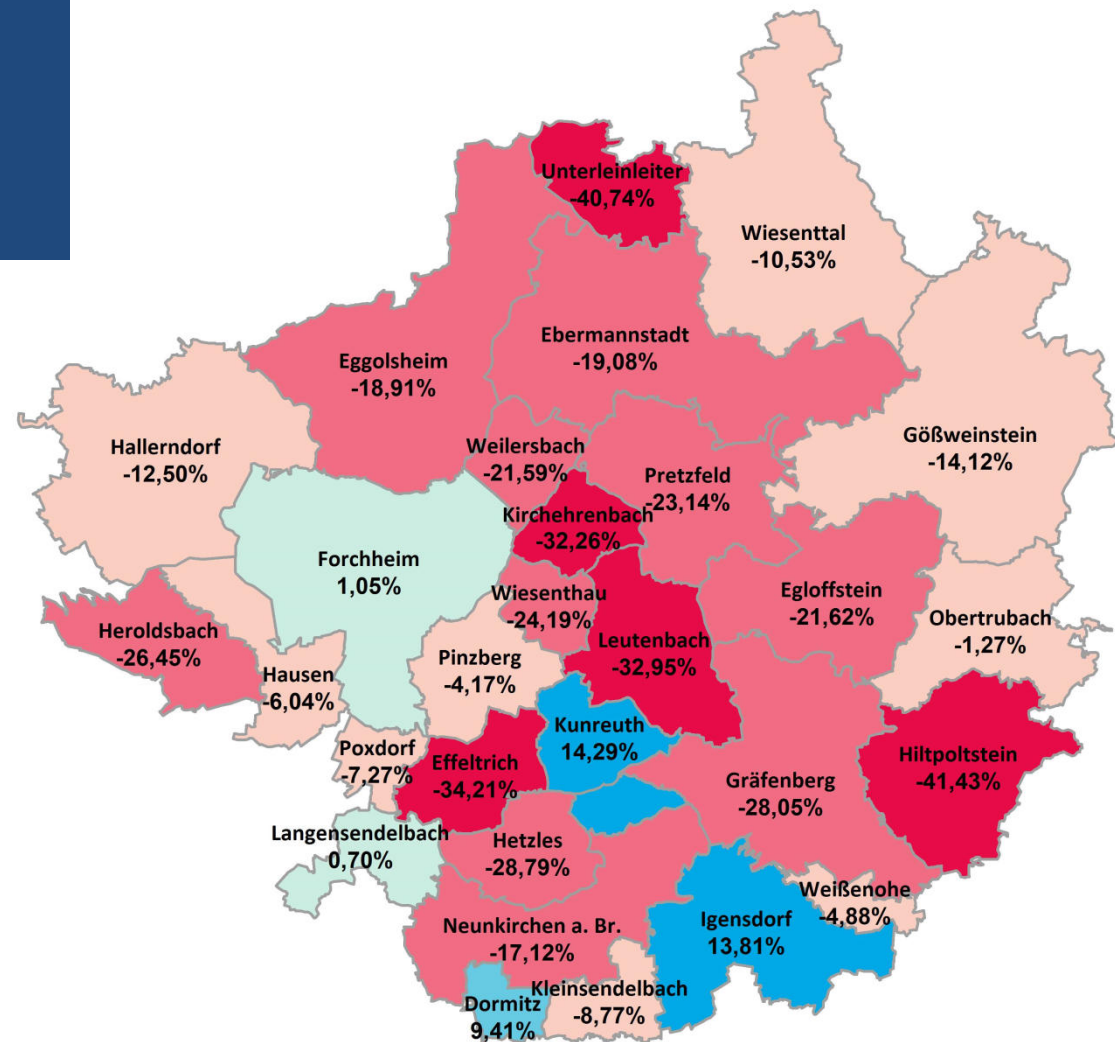 Unterleinleiter
-40,74%
Wiesenttal
-10,53%
Ebermannstadt
-19,08%
Eggolsheim
-18,91%
Hallerndorf
-12,50%
Weilersbach
-21,59%
Pretzfeld
-23,14%
Gößweinstein
-14,12%
Kirchehrenbach
-32,26%
Forchheim
1,05%
Wiesenthau
-24,19%
Egloffstein
-21,62%
Obertrubach
-1,27%
Heroldsbach
-26,45%
Leutenbach
-32,95%
Hausen
-6,04%
Pinzberg
-4,17%
Kunreuth
14,29%
Poxdorf
-7,27%
Effeltrich
-34,21%
Gräfenberg
-28,05%
Hiltpoltstein
-41,43%
Langensendelbach
0,70%
Hetzles
-28,79%
Weißenohe
-4,88%
Neunkirchen a. Br.
-17,12%
Igensdorf
13,81%
Kleinsendelbach
-8,77%
Dormitz
9,41%